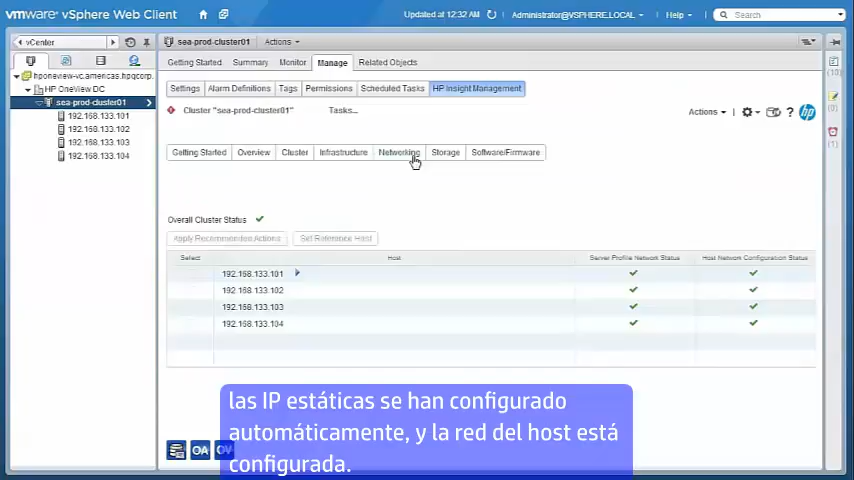 vmware vSphere Web Client
Updated at 12:32 AM
Administrator@VSPHERE.LOCAL
Help
Search
vCenter
sea-prod-cluster01 Actions
Getting Started Summary Monitor Manage Related Objects
hponeview-vc.americas.hpqcorp.
HP OneView DC
sea-prod-cluster01
192.168.133.101
192.168.133.102
192.168.133.103
192.168.133.104
Settings Alarm Definitions Tags Permissions Scheduled Tasks HP Insight Management
Cluster "sea-prod-cluster01" Tasks...
Actions ? hp
Getting Started Overview Cluster Infrastructure Networking Storage Software/Firmware
(10)
(0)
(1)
Overall Cluster Status
Apply Recommended Actions Set Reference Host
Select Host Server Profile Network Status Host Network Configuration Status
192.168.133.101
192.168.133.102
192.168.133.103
192.168.133.104
las IP estáticas se han configurado
automáticamente, y la red del host está
configurada.
OA